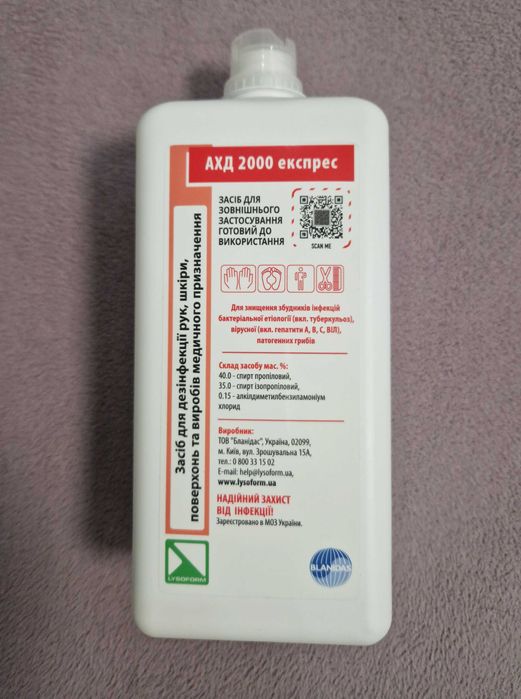 АХД 2000 експрес
ЗАСІБ ДЛЯ
ЗОВНІШНЬОГО
ЗАСТОСУВАННЯ
ГОТОВИЙ ДО
ВИКОРИСТАННЯ
SCAN ME
Засіб для дезінфекції рук, шкіри,
поверхонь та виробів медичного призначення
Для знищення збудників інфекцій
бактеріальної етіології (вкл. туберкульоз),
вірусної (вкл. гепатити А, В, С, ВІЛ),
патогенних грибів
Склад засобу мас. %:
40.0 - спирт пропіловий,
35.0 - спирт ізопропіловий,
0.15 - алкілдиметилбензиламоніум
хлорид
Виробник:
ТОВ "Бланідас", Україна, 02099,
м. Київ, вул. Зрошувальна 15А,
тел.: 0 800 33 15 02
E-mail: help@lysoform.ua,
www.lysoform.ua
НАДІЙНИЙ ЗАХИСТ
ВІД ІНФЕКЦІЇ!
Зареєстровано в МОЗ України.
LYSOFORM
BLANIDAS